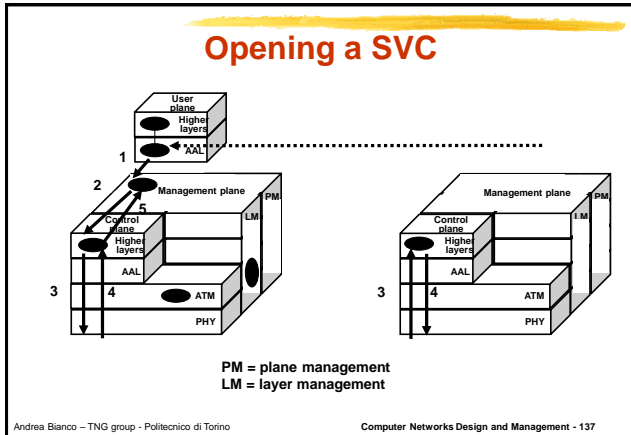 Opening a SVC
User
plane
Higher
layers
AAL
1
2
Management plane
PM
5
LM
Control
plane
Higher
layers
AAL
3
4
ATM
PHY
Management plane
PM
LM
Control
plane
Higher
layers
AAL
3
4
ATM
PHY
PM = plane management
LM = layer management
Andrea Bianco – TNG group - Politecnico di Torino
Computer Networks Design and Management - 137